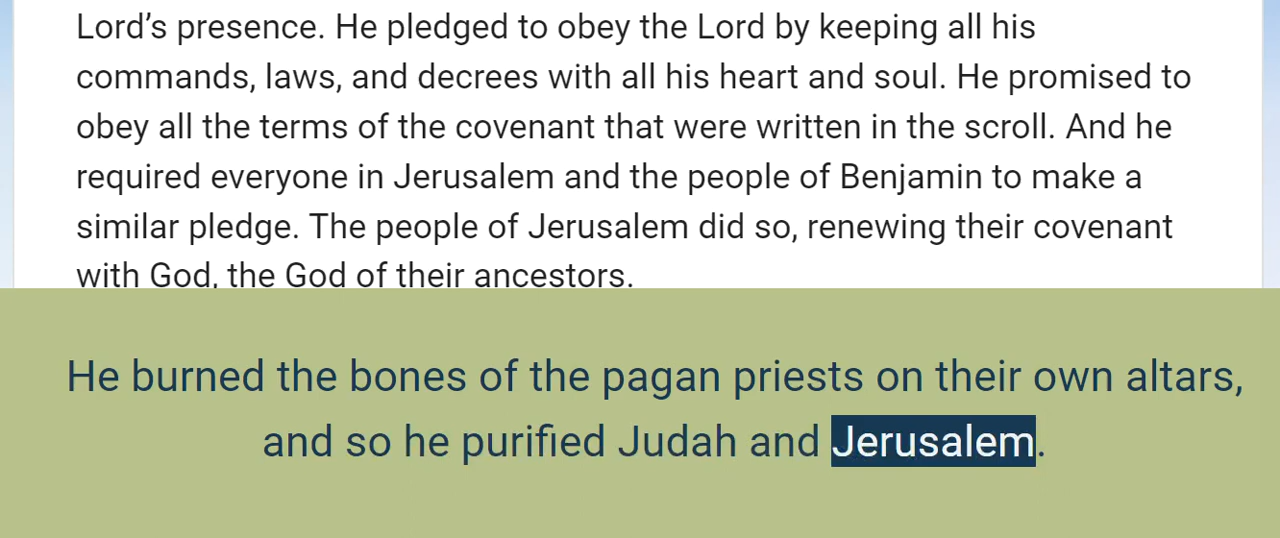 Lord’s presence. He pledged to obey the Lord by keeping all his
commands, laws, and decrees with all his heart and soul. He promised to
obey all the terms of the covenant that were written in the scroll. And he
required everyone in Jerusalem and the people of Benjamin to make a
similar pledge. The people of Jerusalem did so, renewing their covenant
with God, the God of their ancestors.
He burned the bones of the pagan priests on their own altars,
and so he purified Judah and Jerusalem.